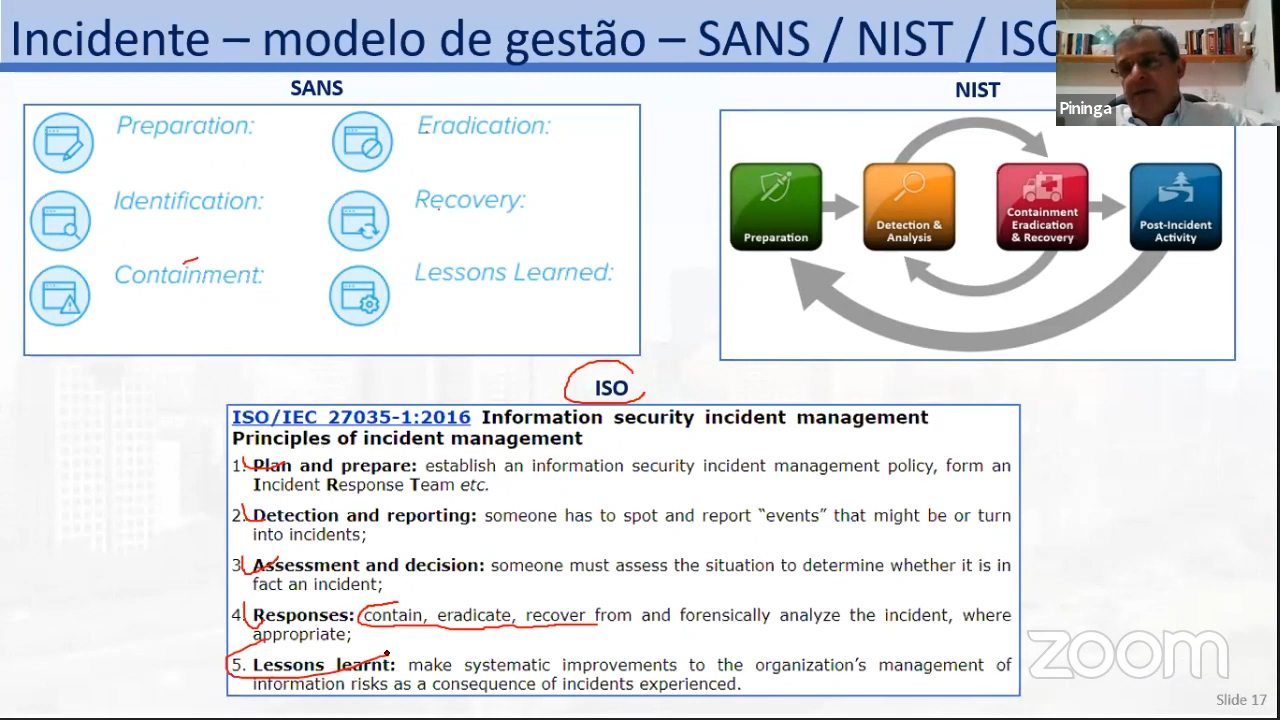 Incidente – modelo de gestão – SANS / NIST / ISO
Pininga
SANS
NIST
Preparation:
Eradication:
Identification:
Recovery:
Containment:
Lessons Learned:
Preparation
Detection &
Analysis
Containment
Eradication
& Recovery
Post-Incident
Activity
ISO
ISO/IEC 27035-1:2016 Information security incident management
Principles of incident management
1. Plan and prepare: establish an information security incident management policy, form an
Incident Response Team etc.
2. Detection and reporting: someone has to spot and report “events” that might be or turn
into incidents;
3. Assessment and decision: someone must assess the situation to determine whether it is in
fact an incident;
4. Responses: contain, eradicate, recover from and forensically analyze the incident, where
appropriate;
5. Lessons learnt: make systematic improvements to the organization’s management of
information risks as a consequence of incidents experienced.
zoom
Slide 17